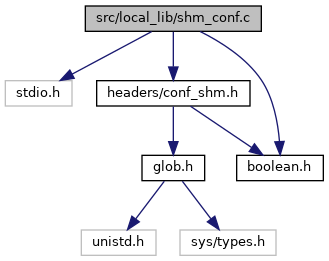 src/local_lib/shm_conf.c
stdio.h
headers/conf_shm.h
glob.h
boolean.h
unistd.h
sys/types.h